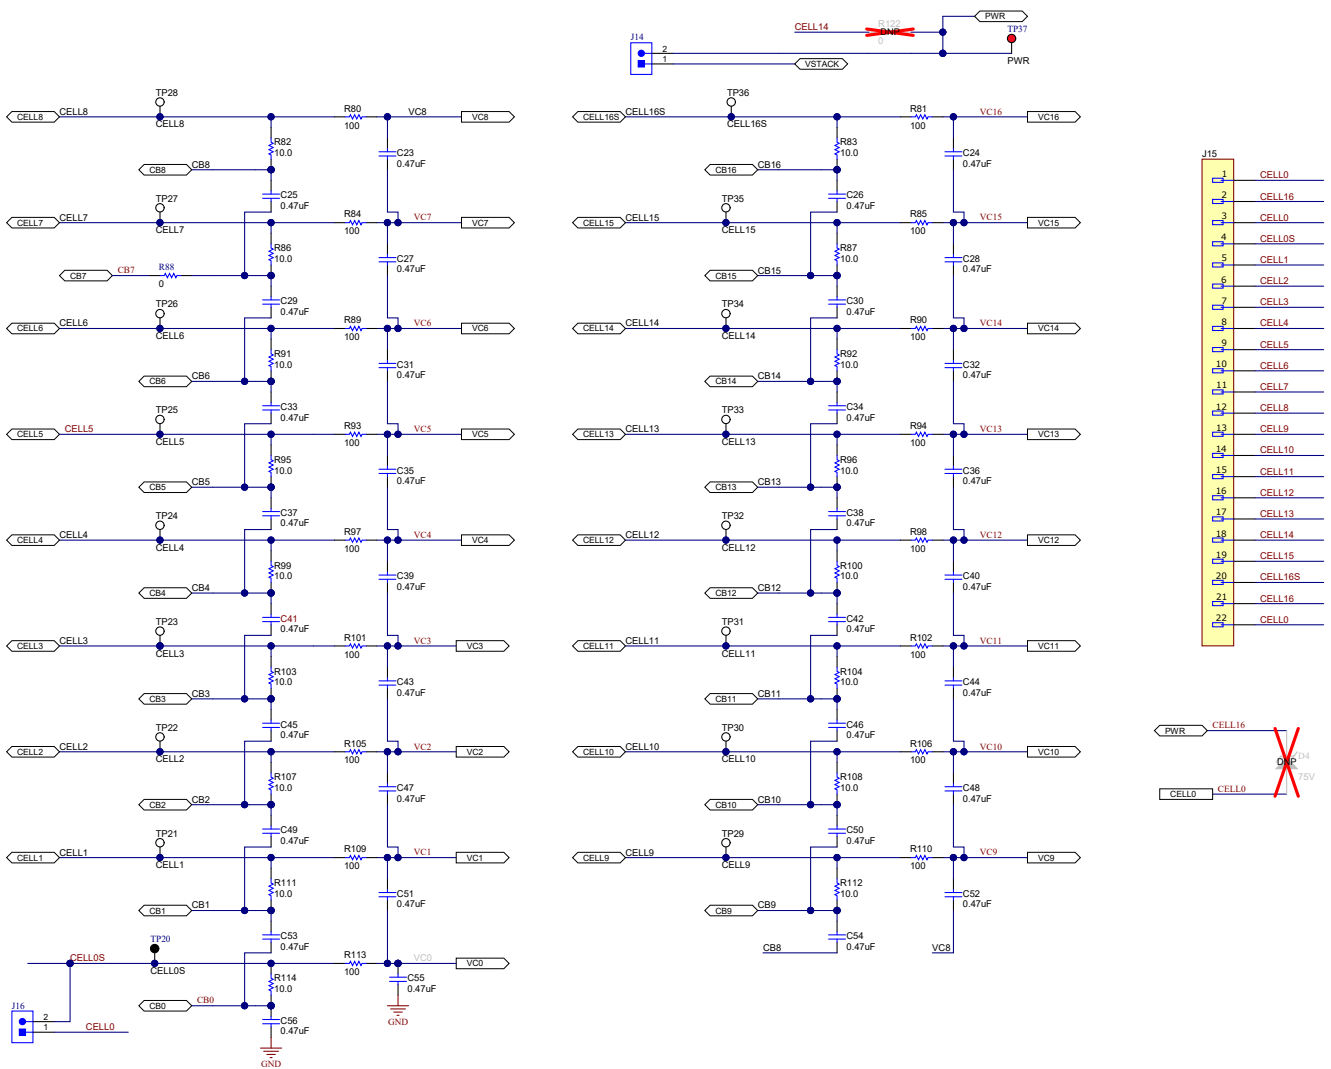 CELL14
R122
DNP
0
PWR
TP37
PWR
J14
2
1
VSTACK
TP28
CELL8 CELL8
CELL8
R80
100
VC8
VC8
R82
10.0
C23
0.47uF
CB8 CB8
C25
0.47uF
TP27
CELL7 CELL7
CELL7
R84
100
VC7
VC7
R86
10.0
C27
0.47uF
CB7 CB7
R88
0
C29
0.47uF
TP26
CELL6 CELL6
CELL6
R89
100
VC6
VC6
R91
10.0
C31
0.47uF
CB6 CB6
C33
0.47uF
TP25
CELL5 CELL5
CELL5
R93
100
VC5
VC5
R95
10.0
C35
0.47uF
CB5 CB5
C37
0.47uF
TP24
CELL4 CELL4
CELL4
R97
100
VC4
VC4
R99
10.0
C39
0.47uF
CB4 CB4
C41
0.47uF
TP23
CELL3 CELL3
CELL3
R101
100
VC3
VC3
R103
10.0
C43
0.47uF
CB3 CB3
C45
0.47uF
TP22
CELL2 CELL2
CELL2
R105
100
VC2
VC2
R107
10.0
C47
0.47uF
CB2 CB2
C49
0.47uF
TP21
CELL1 CELL1
CELL1
R109
100
VC1
VC1
R111
10.0
C51
0.47uF
CB1 CB1
C53
0.47uF
TP20
CELL0S
CELL0S
R113
100
VC0
VC0
R114
10.0
C55
0.47uF
GND
CB0 CB0
C56
0.47uF
GND
J16
2
1
CELL0
TP36
CELL16S CELL16S
CELL16S
R81
100
VC16
VC16
R83
10.0
C24
0.47uF
CB16 CB16
C26
0.47uF
TP35
CELL15 CELL15
CELL15
R85
100
VC15
VC15
R87
10.0
C28
0.47uF
CB15 CB15
C30
0.47uF
TP34
CELL14 CELL14
CELL14
R90
100
VC14
VC14
R92
10.0
C32
0.47uF
CB14 CB14
C34
0.47uF
TP33
CELL13 CELL13
CELL13
R94
100
VC13
VC13
R96
10.0
C36
0.47uF
CB13 CB13
C38
0.47uF
TP32
CELL12 CELL12
CELL12
R98
100
VC12
VC12
R100
10.0
C40
0.47uF
CB12 CB12
C42
0.47uF
TP31
CELL11 CELL11
CELL11
R102
100
VC11
VC11
R104
10.0
C44
0.47uF
CB11 CB11
C46
0.47uF
TP30
CELL10 CELL10
CELL10
R106
100
VC10
VC10
R108
10.0
C48
0.47uF
CB10 CB10
C50
0.47uF
TP29
CELL9 CELL9
CELL9
R110
100
VC9
VC9
R112
10.0
C52
0.47uF
CB9 CB9
C54
0.47uF
CB8
VC8
J15
1 CELL0
2 CELL16
3 CELL0
4 CELL0S
5 CELL1
6 CELL2
7 CELL3
8 CELL4
9 CELL5
10 CELL6
11 CELL7
12 CELL8
13 CELL9
14 CELL10
15 CELL11
16 CELL12
17 CELL13
18 CELL14
19 CELL15
20 CELL16S
21 CELL16
22 CELL0
PWR CELL16
D4
DNP
75V
CELL0 CELL0